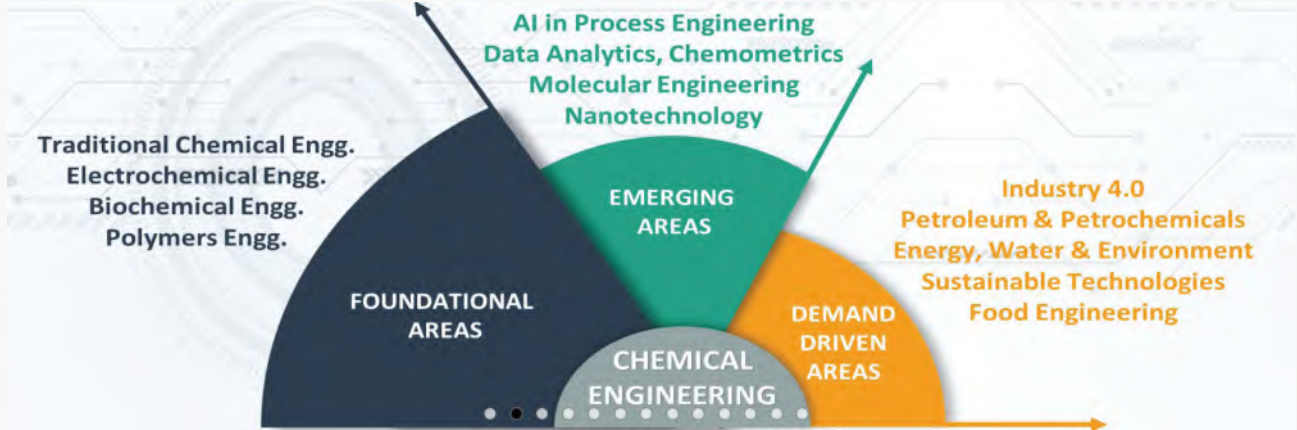 AI in Process Engineering
Data Analytics, Chemometrics
Molecular Engineering
Nanotechnology
Traditional Chemical Engg.
Electrochemical Engg.
Biochemical Engg.
Polymers Engg.
EMERGING
AREAS
Industry 4.0
Petroleum & Petrochemicals
Energy, Water & Environment
Sustainable Technologies
Food Engineering
FOUNDATIONAL
AREAS
DEMAND
DRIVEN
AREAS
CHEMICAL
ENGINEERING